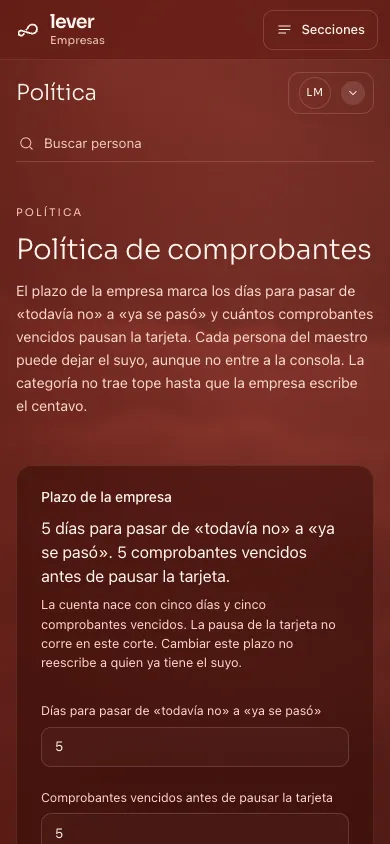 lever
Empresas
Secciones
Política
LM
Buscar persona
POLÍTICA
Política de comprobantes
El plazo de la empresa marca los días para pasar de
«todavía no» a «ya se pasó» y cuántos comprobantes
vencidos pausan la tarjeta. Cada persona del maestro
puede dejar el suyo, aunque no entre a la consola. La
categoría no trae tope hasta que la empresa escribe
el centavo.
Plazo de la empresa
5 días para pasar de «todavía no» a «ya
se pasó». 5 comprobantes vencidos
antes de pausar la tarjeta.
La cuenta nace con cinco días y cinco
comprobantes vencidos. La pausa de la tarjeta no
corre en este corte. Cambiar este plazo no
reescribe a quien ya tiene el suyo.
Días para pasar de «todavía no» a «ya se pasó»
5
Comprobantes vencidos antes de pausar la tarjeta
5